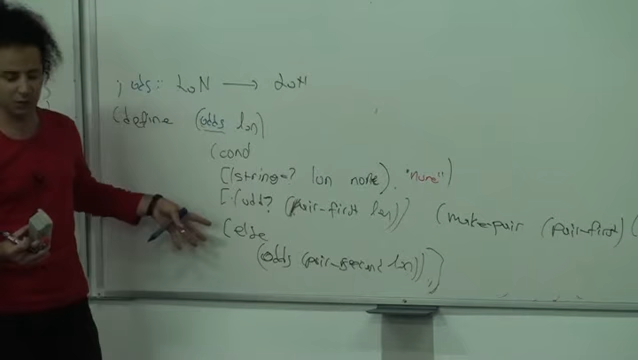 ; odds:: LoN → LoN
(define (odds lon)
(cond
[(string=? lon none), "none")
[(odd? (pair-first lon)) (make-pair (pair-first) (
[else
(odds (pair-second lon))]))